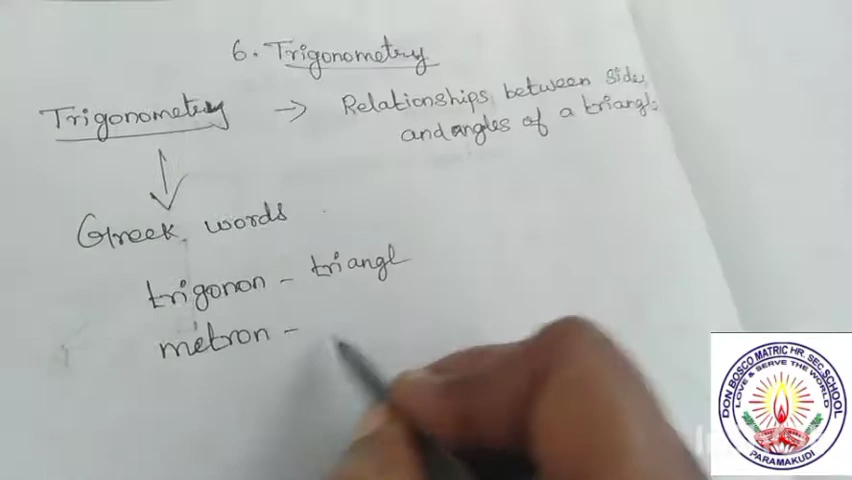 6. Trigonometry
Trigonometry → Relationships between sides
and angles of a triangle
Greek words
trigonon - triangl
metron -
DON BOSCO MATRIC HR. SEC SCHOOL
LOVE & SERVE THE WORLD
PARAMAKUDI